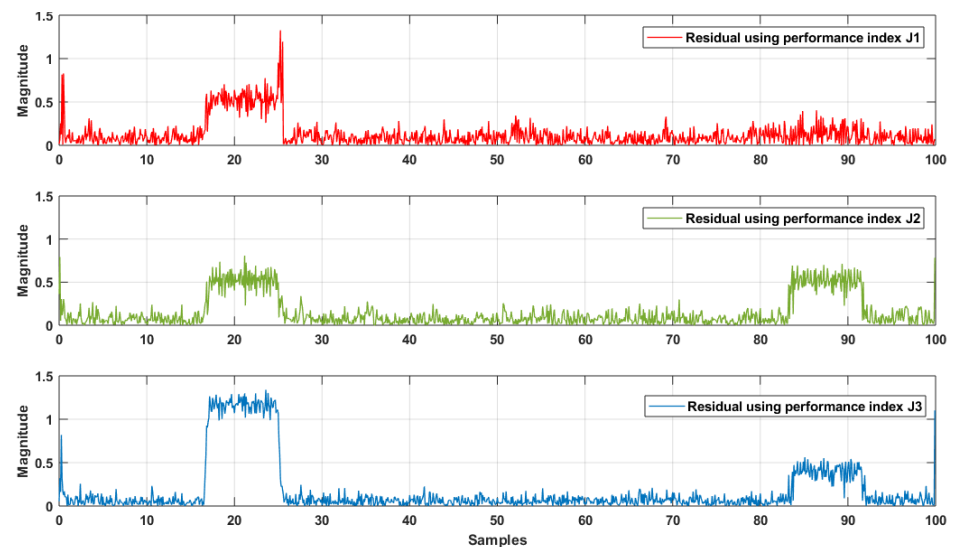 1.5
Residual using performance index J1
1
Magnitude
0.5
0
0 10 20 30 40 50 60 70 80 90 100
1.5
Residual using performance index J2
1
Magnitude
0.5
0
0 10 20 30 40 50 60 70 80 90 100
1.5
Residual using performance index J3
1
Magnitude
0.5
0
0 10 20 30 40 50 60 70 80 90 100
Samples